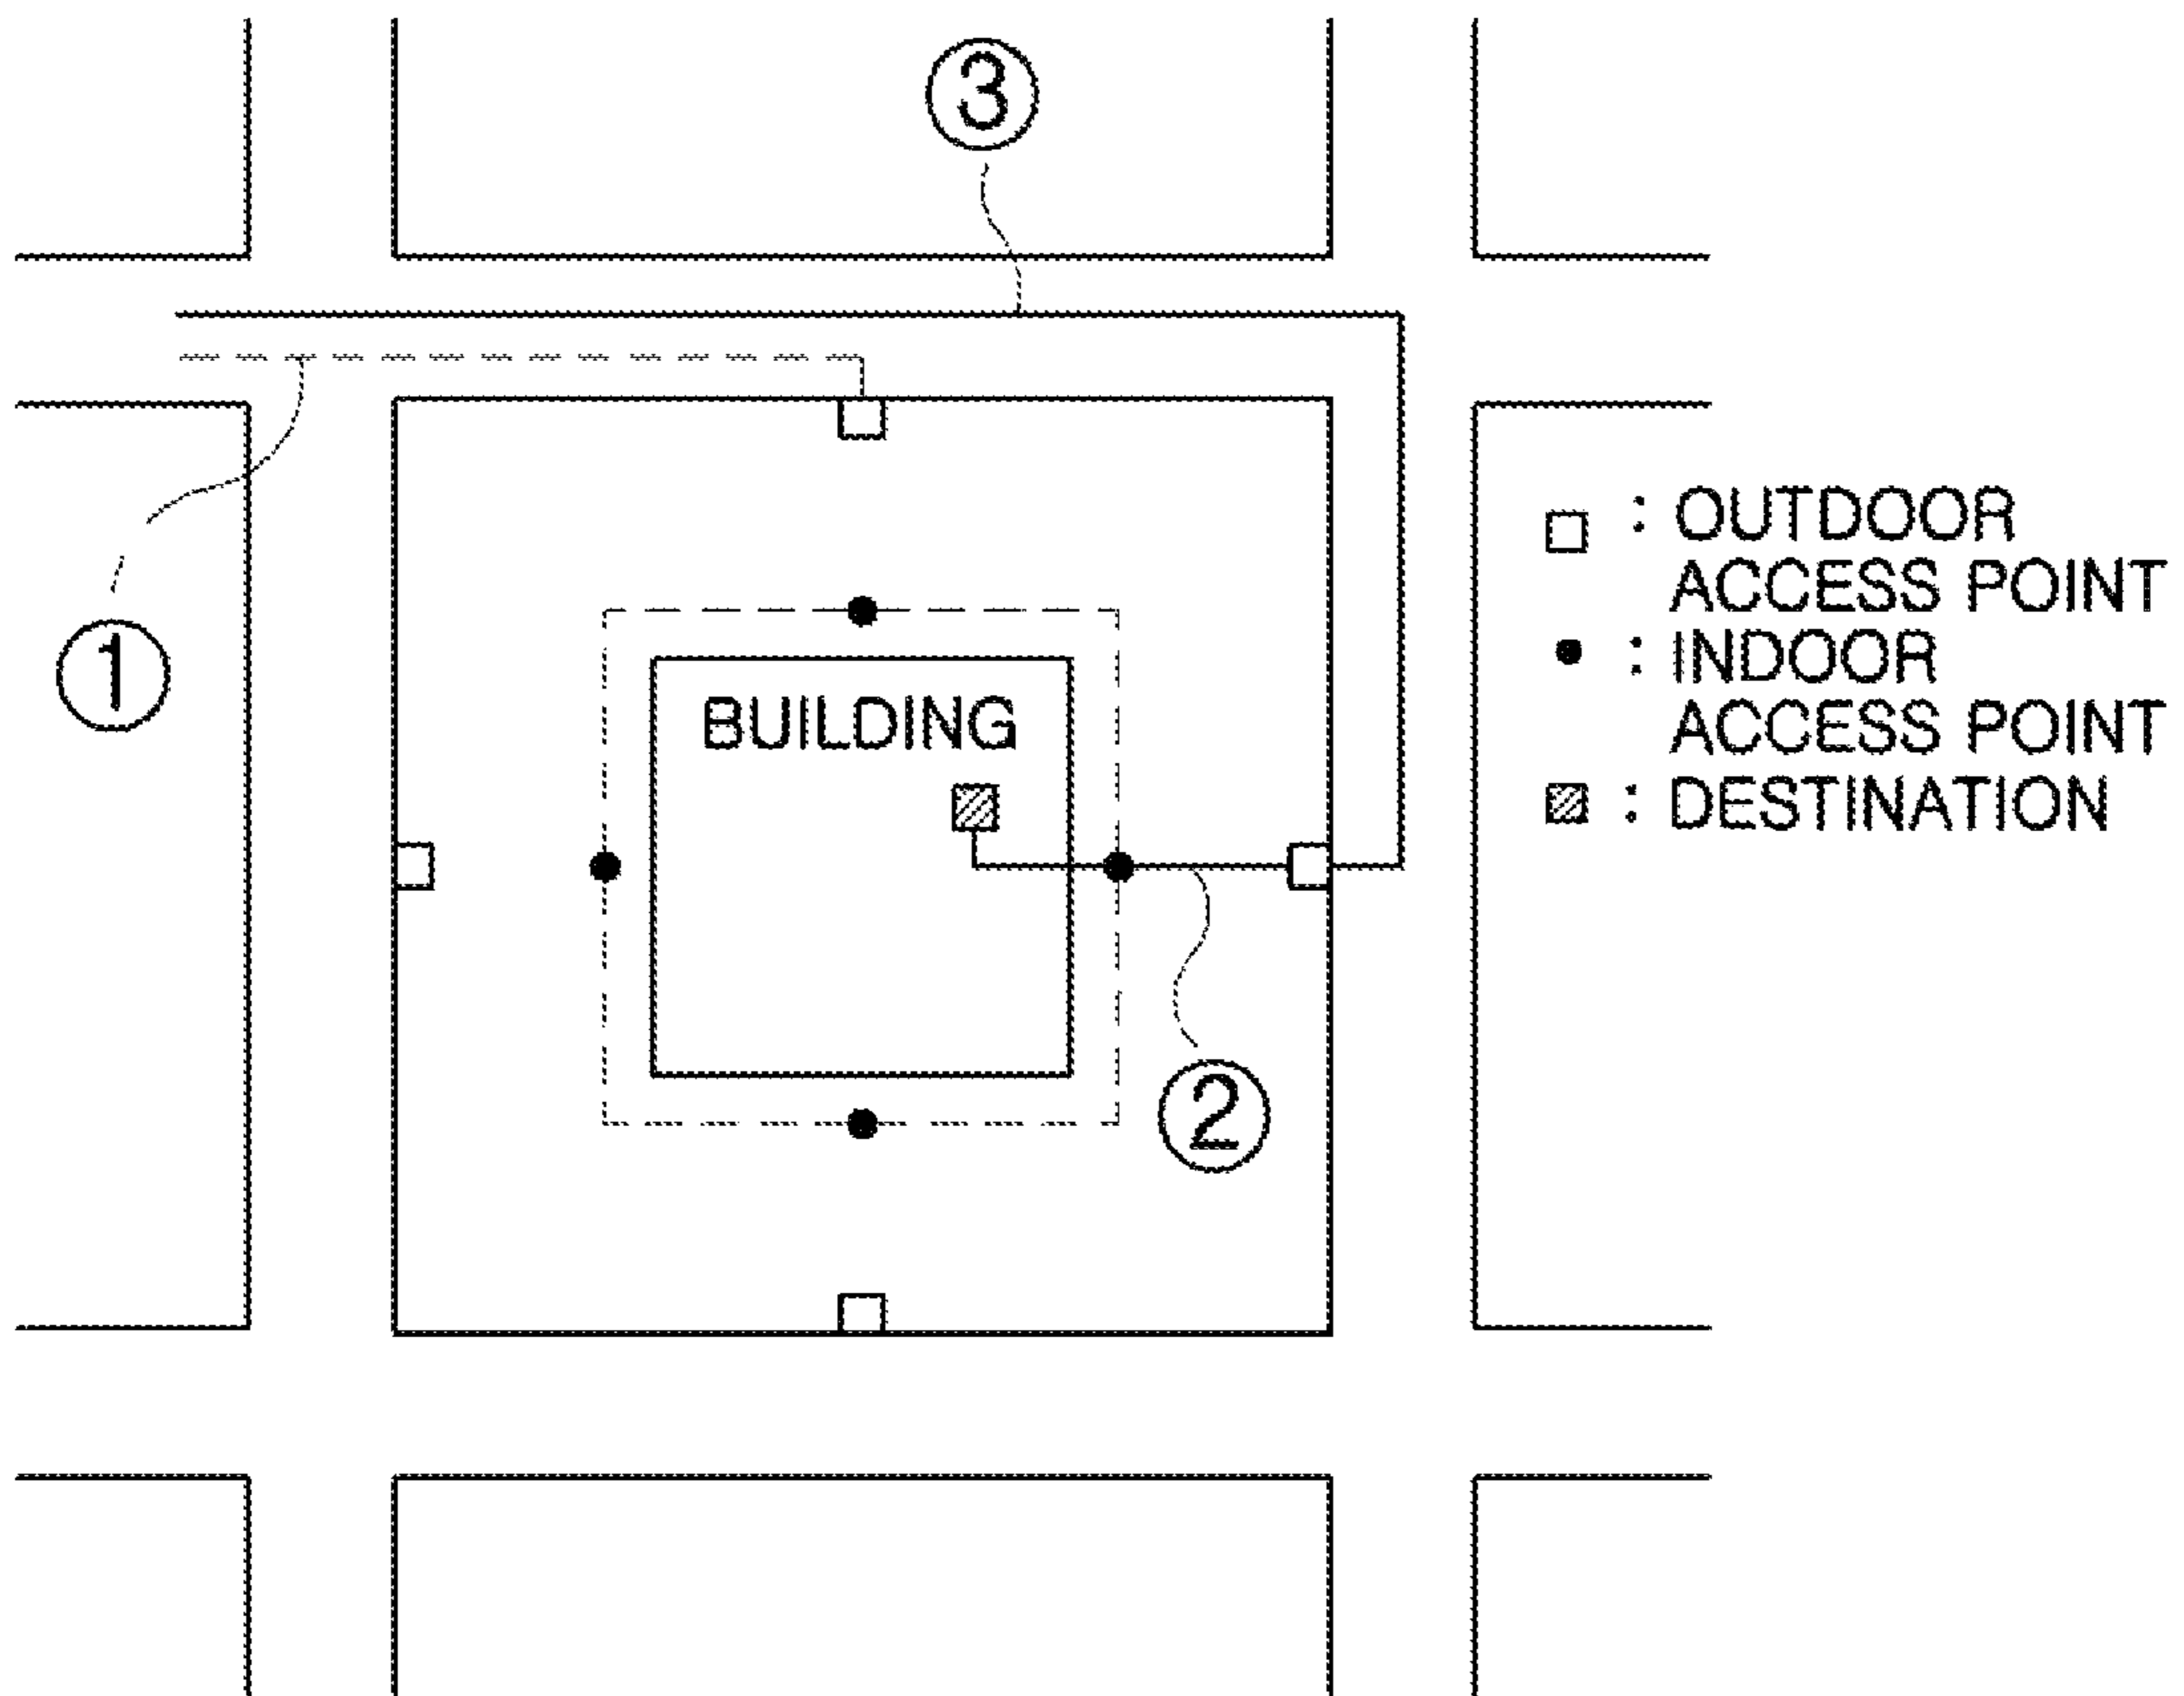 3
: OUTDOOR
ACCESS POINT
: INDOOR
ACCESS POINT
: DESTINATION
1
BUILDING
2